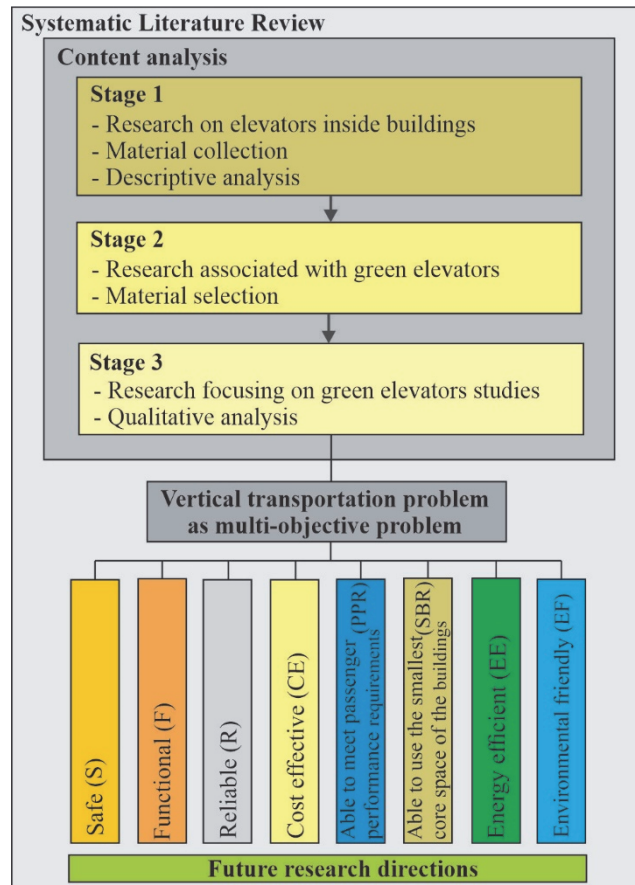 Systematic Literature Review
Content analysis
Stage 1
- Research on elevators inside buildings
- Material collection
- Descriptive analysis
Stage 2
- Research associated with green elevators
- Material selection
Stage 3
- Research focusing on green elevators studies
- Qualitative analysis
Vertical transportation problem
as multi-objective problem
Safe (S)
Functional (F)
Reliable (R)
Cost effective (CE)
Able to meet passenger (PPR)
performance requirements
Able to use the smallest (SBR)
core space of the buildings
Energy efficient (EE)
Environmental friendly (EF)
Future research directions